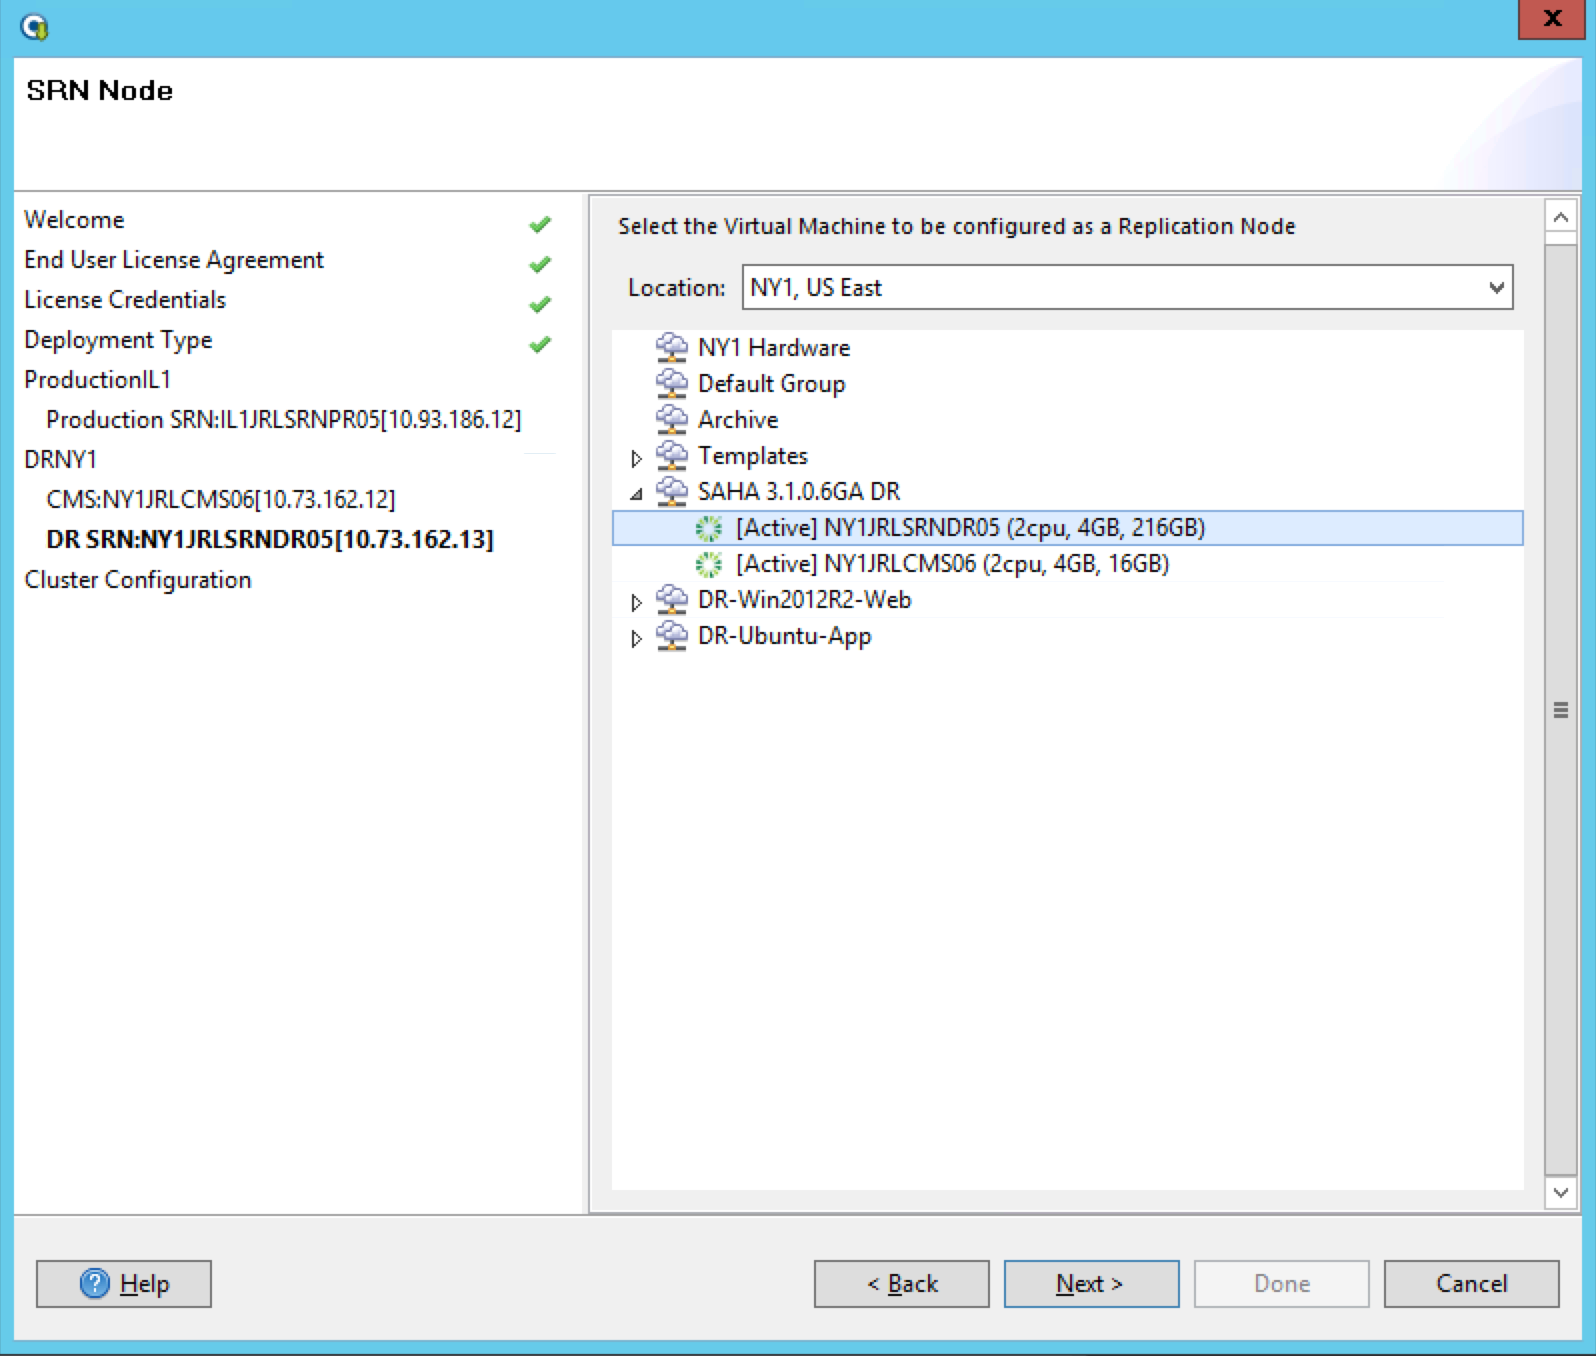 X
SRN Node
Welcome
End User License Agreement
License Credentials
Deployment Type
ProductionIL1
Production SRN:IL1JRLSRNPR05[10.93.186.12]
DRNY1
CMS:NY1JRLCMS06[10.73.162.12]
DR SRN:NY1JRLSRNDR05[10.73.162.13]
Cluster Configuration
Select the Virtual Machine to be configured as a Replication Node
Location: NY1, US East
NY1 Hardware
Default Group
Archive
Templates
SAHA 3.1.0.6GA DR
[Active] NY1JRLSRNDR05 (2cpu, 4GB, 216GB)
[Active] NY1JRLCMS06 (2cpu, 4GB, 16GB)
DR-Win2012R2-Web
DR-Ubuntu-App
? Help < Back Next > Done Cancel